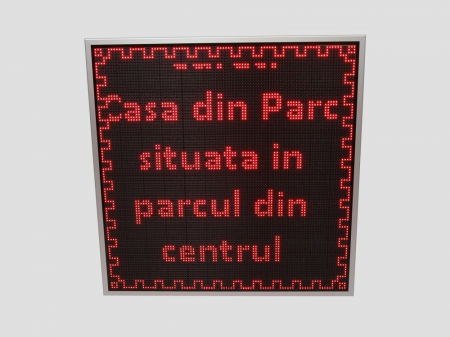 Casa din Parc
situata in
parcul din
centrul